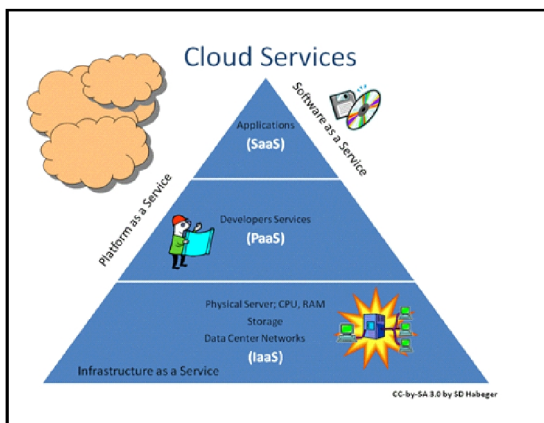 Cloud Services
Software as a Service
Applications
(SaaS)
Platform as a Service
Developers Services
(PaaS)
Physical Server; CPU, RAM
Storage
Data Center Networks
(IaaS)
Infrastructure as a Service
CC-by-SA 3.0 by SD Habeger